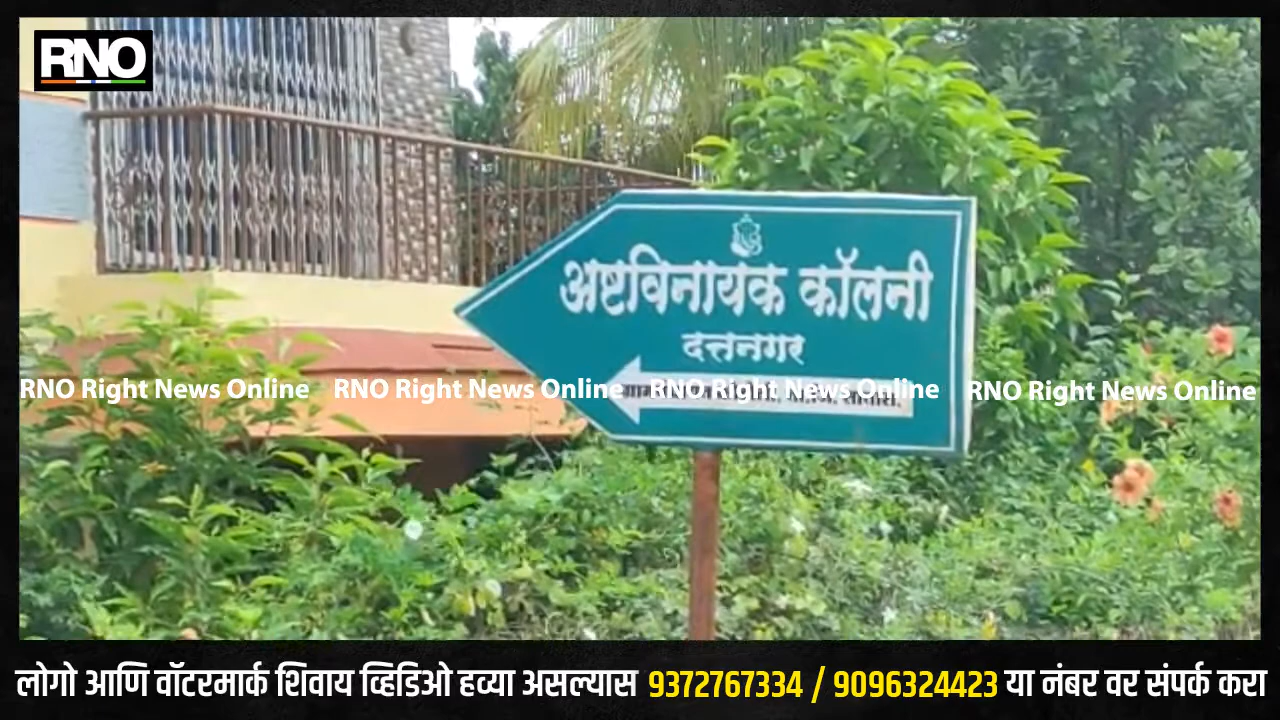 RNO
अष्टविनायक कॉलनी
दत्तनगर
RNO Right News Online RNO Right News Online RNO Right News Online RNO Right News Online
लोगो आणि वॉटरमार्क शिवाय व्हिडिओ हव्या असल्यास 9372767334 / 9096324423 या नंबर वर संपर्क करा